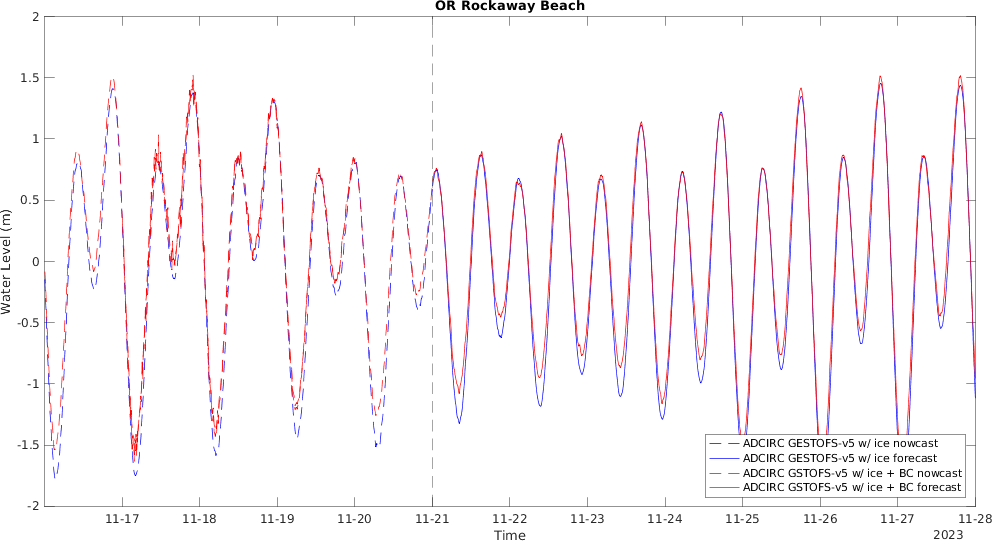 OR Rockaway Beach
2
1.5
1
0.5
0
-0.5
-1
-1.5
-2
Water Level (m)
ADCIRC GESTOFS-v5 w/ ice nowcast
ADCIRC GESTOFS-v5 w/ ice forecast
ADCIRC GSTOFS-v5 w/ ice + BC nowcast
ADCIRC GSTOFS-v5 w/ ice + BC forecast
11-17 11-18 11-19 11-20 11-21 11-22 11-23 11-24 11-25 11-26 11-27 11-28
Time
2023